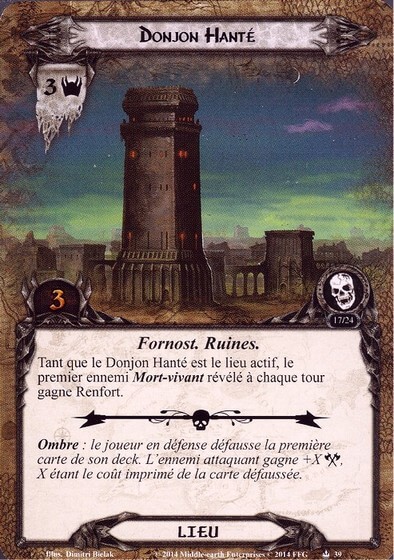 Donjon Hanté
3
3
17/24
Fornost. Ruines.
Tant que le Donjon Hanté est le lieu actif, le
premier ennemi Mort-vivant révélé à chaque tour
gagne Renfort.
Ombre : le joueur en défense défausse la première
carte de son deck. L'ennemi attaquant gagne +X ,
X étant le coût imprimé de la carte défaussée.
LIEU
Illus. Dimitri Bielak
© 2014 Middle-earth Enterprises © 2014 FFG
39